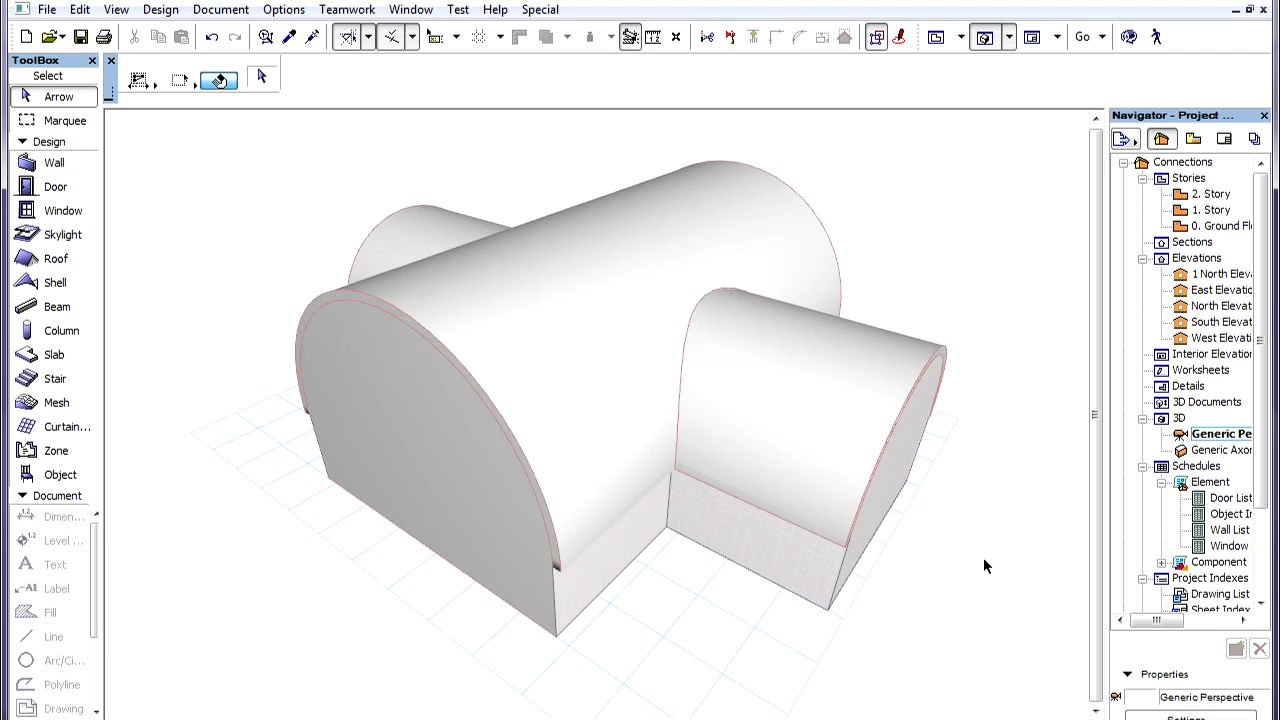 File Edit View Design Document Options Teamwork Window Test Help Special
Go
ToolBox
Select
Arrow
Marquee
Design
Wall
Door
Window
Skylight
Roof
Shell
Beam
Column
Slab
Stair
Mesh
Curtain...
Zone
Object
Document
Dimen...
Level ...
Text
Label
Fill
Line
Arc/Ci...
Polyline
Drawing
Navigator - Project ...
Connections
Stories
2. Story
1. Story
0. Ground Fl
Sections
Elevations
1 North Elev
East Elevatio
North Elevat
South Elevat
West Elevati
Interior Elevation
Worksheets
Details
3D Documents
3D
Generic Pe
Generic Axor
Schedules
Element
Door List
Object Ir
Wall List
Window
Component
Project Indexes
Drawing List
Sheet Index
Properties
Generic Perspective